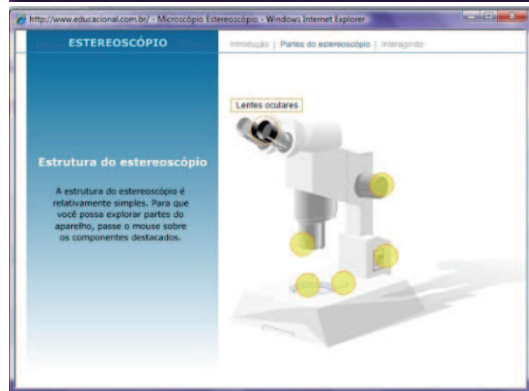 http://www.educacional.com.br/ - Microscópio Estereoscópio - Windows Internet Explorer
ESTEREOSCÓPIO
Introdução | Partes do estereoscópio | Interagindo
Lentes oculares
Estrutura do estereoscópio
A estrutura do estereoscópio é
relativamente simples. Para que
você possa explorar partes do
aparelho, passe o mouse sobre
os componentes destacados.